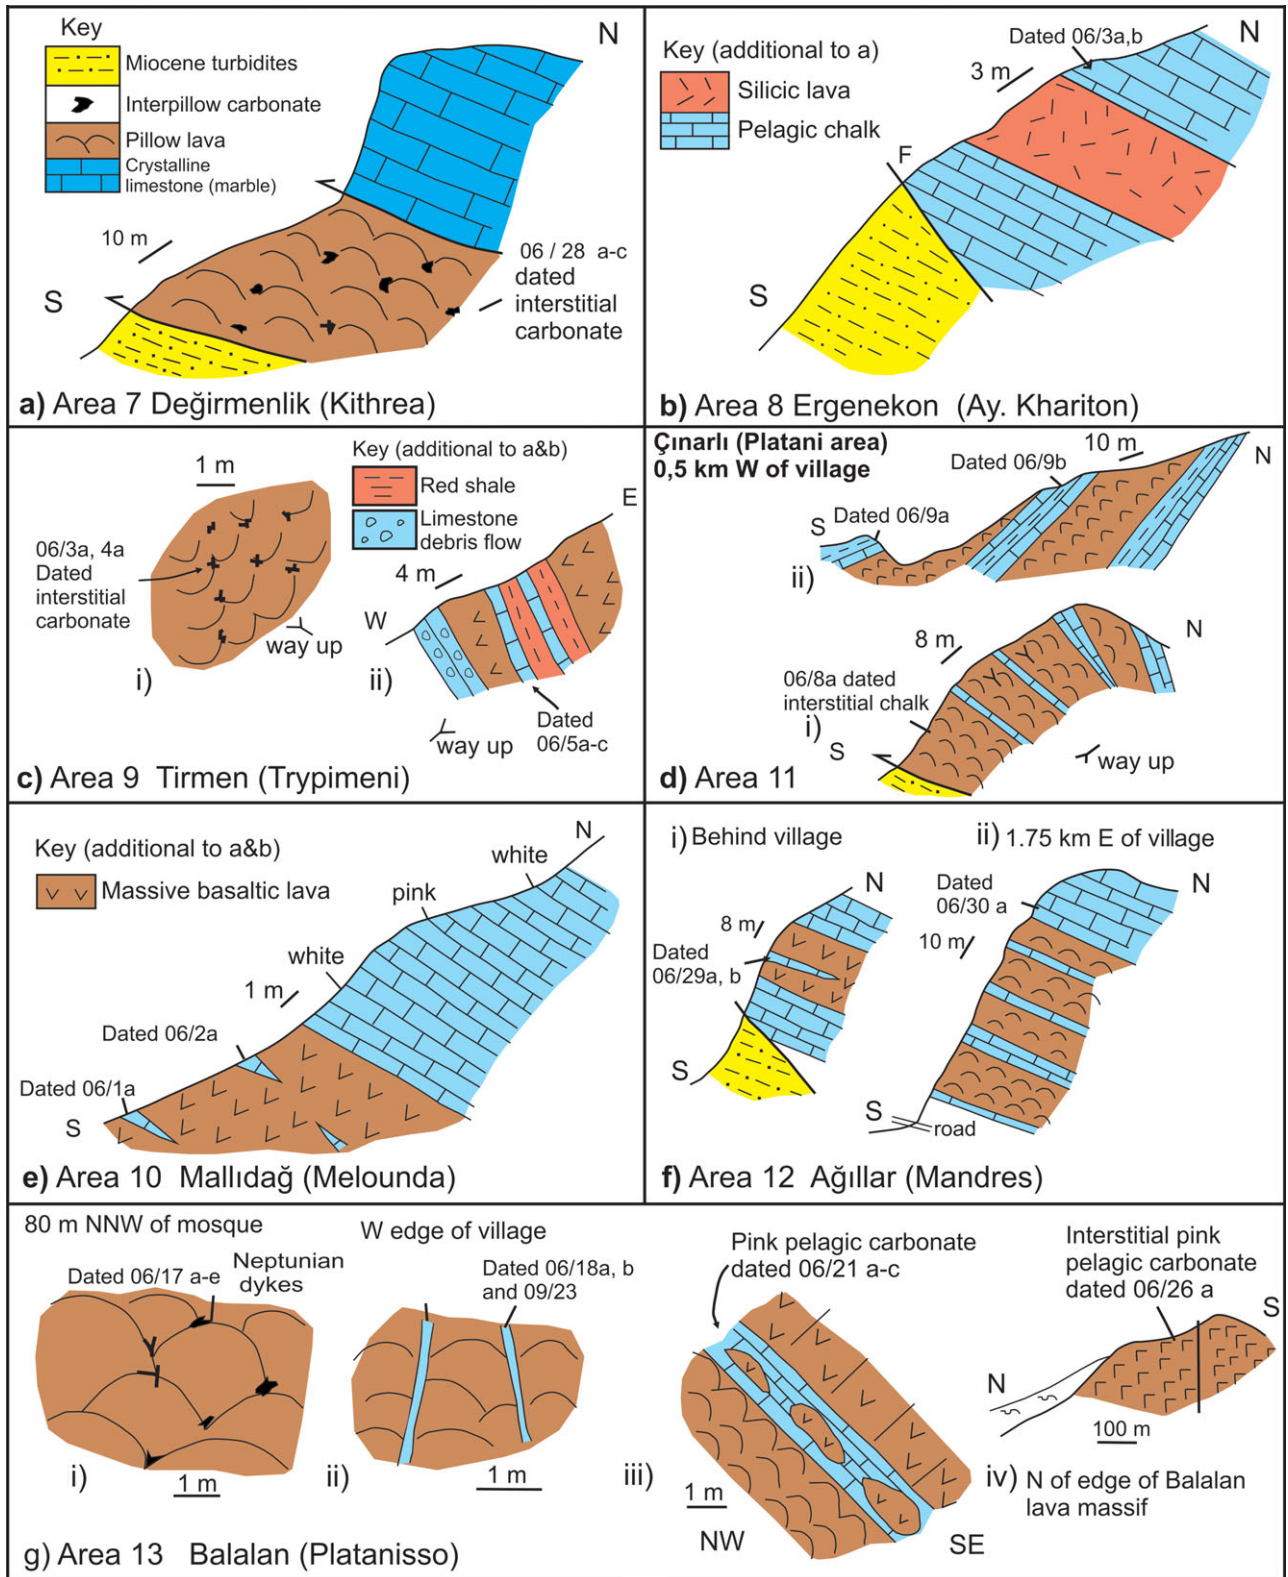 Key
Miocene turbidites
Interpillow carbonate
Pillow lava
Crystalline
limestone (marble)
N
10 m
S
06 / 28 a-c
dated
interstitial
carbonate
a) Area 7 Değirmenlik (Kithrea)
Key (additional to a)
Silicic lava
Pelagic chalk
Dated 06/3a,b
N
3 m
F
S
b) Area 8 Ergenekon (Ay. Khariton)
1 m
06/3a, 4a
Dated
interstitial
carbonate
way up
i)
Key (additional to a&b)
Red shale
Limestone
debris flow
E
4 m
W
ii)
way up
Dated
06/5a-c
c) Area 9 Tirmen (Trypimeni)
Çınarlı (Platani area)
0,5 km W of village
10 m
Dated 06/9b
N
S
Dated 06/9a
ii)
8 m
N
06/8a dated
interstitial chalk
i)
S
way up
d) Area 11
Key (additional to a&b)
Massive basaltic lava
N
white
pink
white
1 m
Dated 06/2a
Dated 06/1a
S
e) Area 10 Mallıdağ (Melounda)
i) Behind village
N
8 m
Dated
06/29a, b
S
ii) 1.75 km E of village
Dated
06/30 a
N
10 m
S
road
f) Area 12 Ağıllar (Mandres)
80 m NNW of mosque
Dated 06/17 a-e
Neptunian
dykes
i)
1 m
W edge of village
Dated 06/18a, b
and 09/23
ii)
1 m
Pink pelagic carbonate
dated 06/21 a-c
iii)
1 m
NW
SE
Interstitial pink
pelagic carbonate
dated 06/26 a
S
N
100 m
iv) N of edge of Balalan
lava massif
g) Area 13 Balalan (Platanisso)